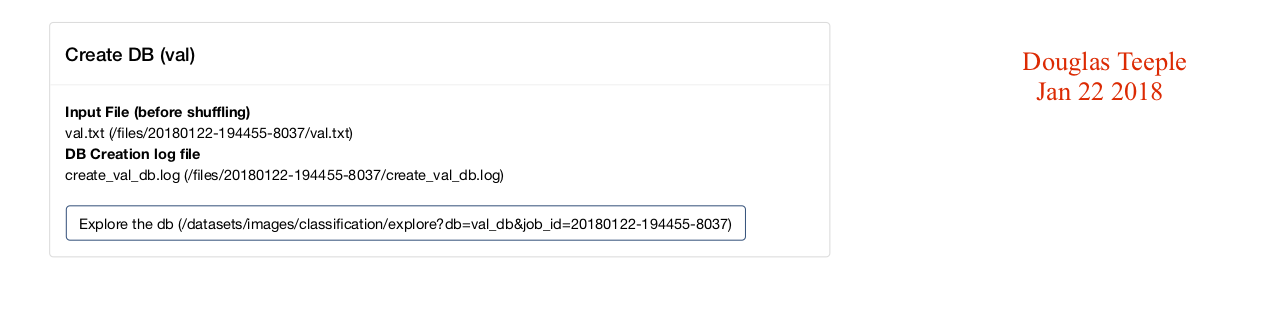 Create DB (val)
Douglas Teeple
Jan 22 2018
Input File (before shuffling)
val.txt (/files/20180122-194455-8037/val.txt)
DB Creation log file
create_val_db.log (/files/20180122-194455-8037/create_val_db.log)
Explore the db (/datasets/images/classification/explore?db=val_db&job_id=20180122-194455-8037)